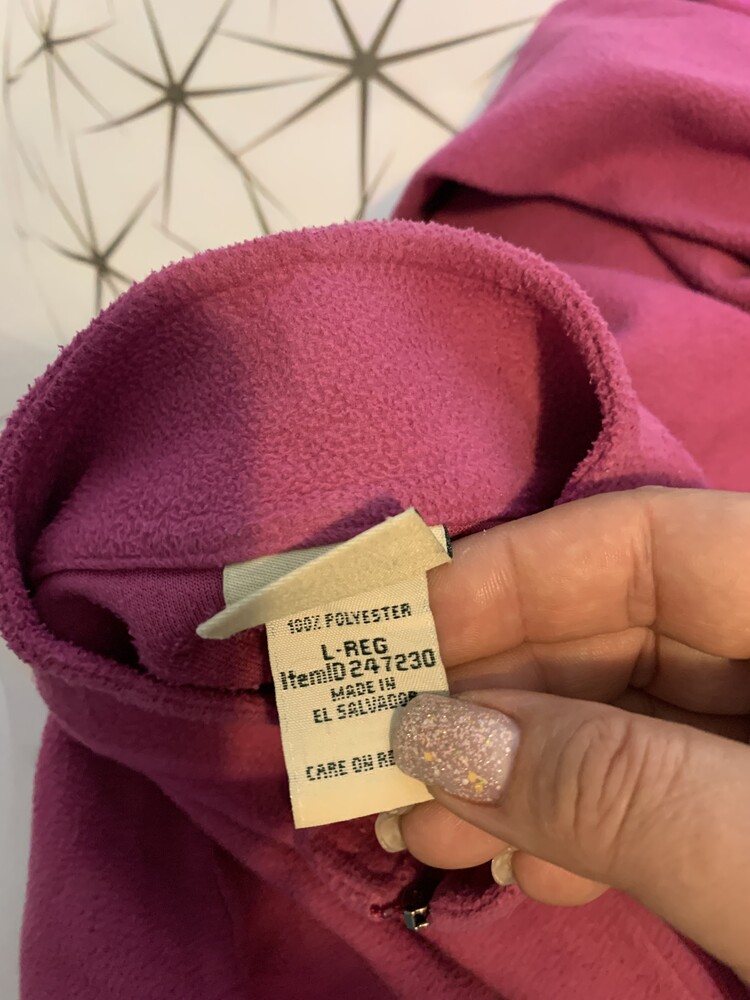 100% POLYESTER
L-REG
ItemID 247230
MADE IN
EL SALVADOR
CARE ON